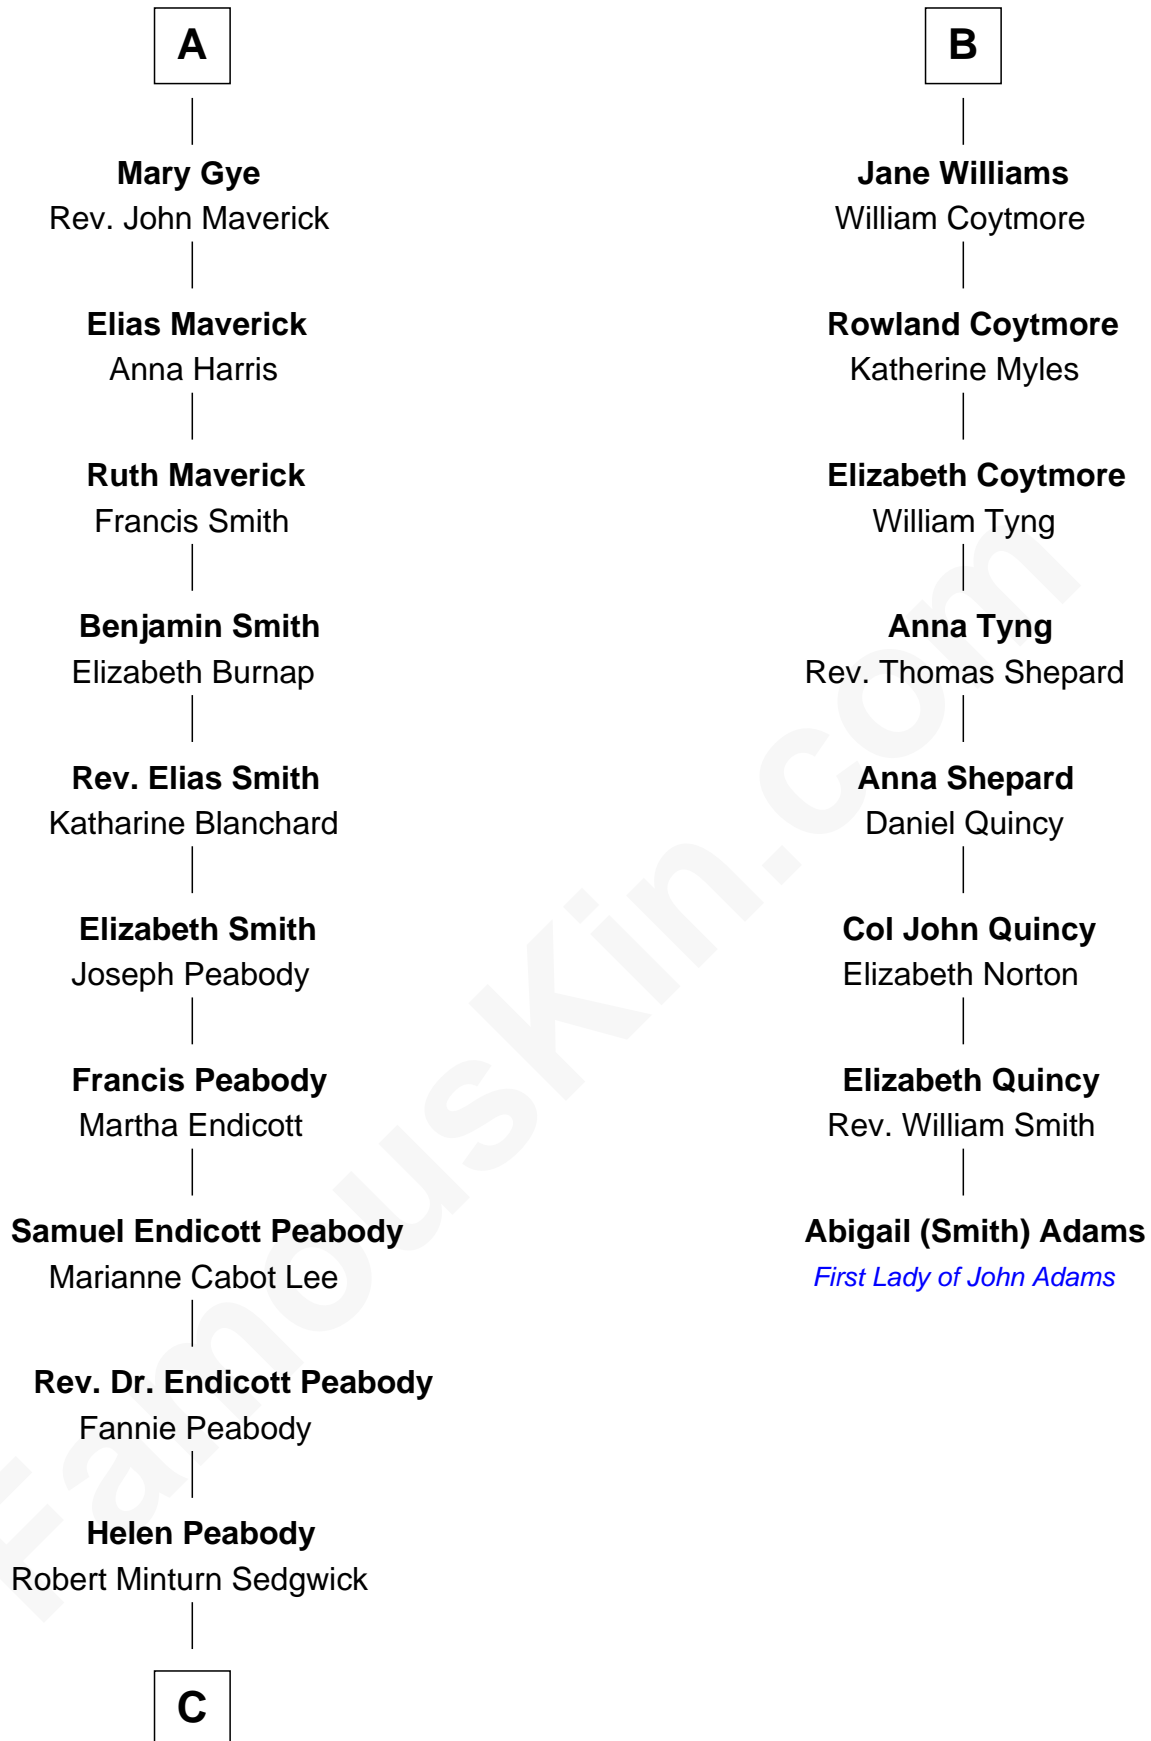 A
Mary Gye
Rev. John Maverick
Elias Maverick
Anna Harris
Ruth Maverick
Francis Smith
Benjamin Smith
Elizabeth Burnap
Rev. Elias Smith
Katharine Blanchard
Elizabeth Smith
Joseph Peabody
Francis Peabody
Martha Endicott
Samuel Endicott Peabody
Marianne Cabot Lee
Rev. Dr. Endicott Peabody
Fannie Peabody
Helen Peabody
Robert Minturn Sedgwick
C
B
Jane Williams
William Coytmore
Rowland Coytmore
Katherine Myles
Elizabeth Coytmore
William Tyng
Anna Tyng
Rev. Thomas Shepard
Anna Shepard
Daniel Quincy
Col John Quincy
Elizabeth Norton
Elizabeth Quincy
Rev. William Smith
Abigail (Smith) Adams
First Lady of John Adams
FamousKin.com